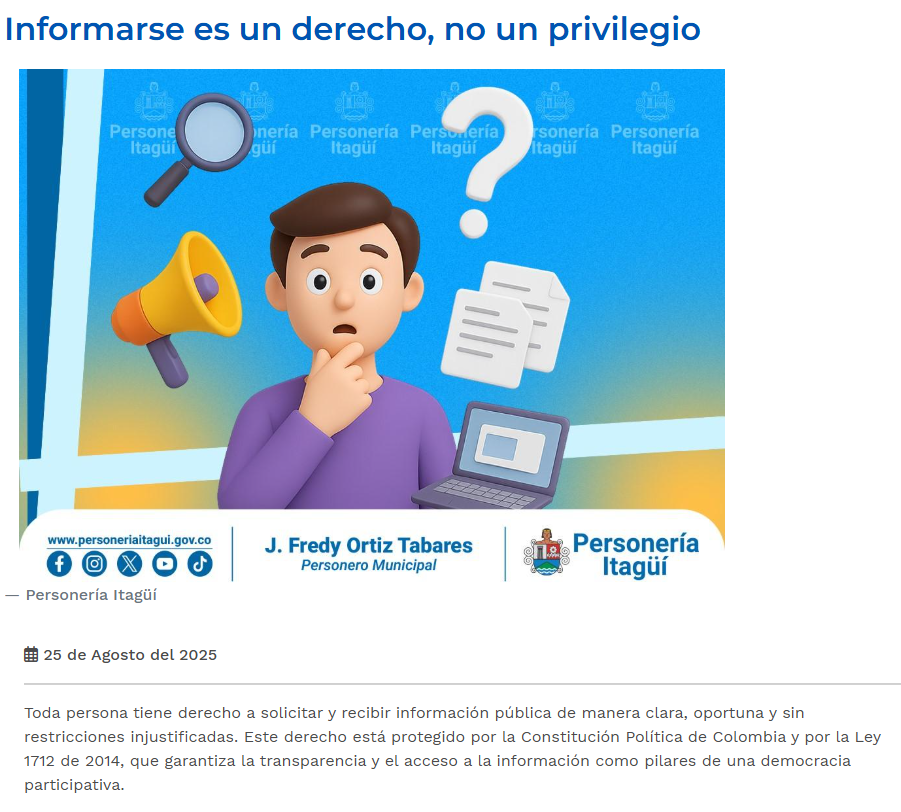 Informarse es un derecho, no un privilegio
Personería Personería Personería Personería Personería Personería
Itagüí Itagüí Itagüí Itagüí Itagüí Itagüí
www.personeriaitagui.gov.co
J. Fredy Ortiz Tabares
Personero Municipal
Personería
Itagüí
— Personería Itagüí
25 de Agosto del 2025
Toda persona tiene derecho a solicitar y recibir información pública de manera clara, oportuna y sin
restricciones injustificadas. Este derecho está protegido por la Constitución Política de Colombia y por la Ley
1712 de 2014, que garantiza la transparencia y el acceso a la información como pilares de una democracia
participativa.